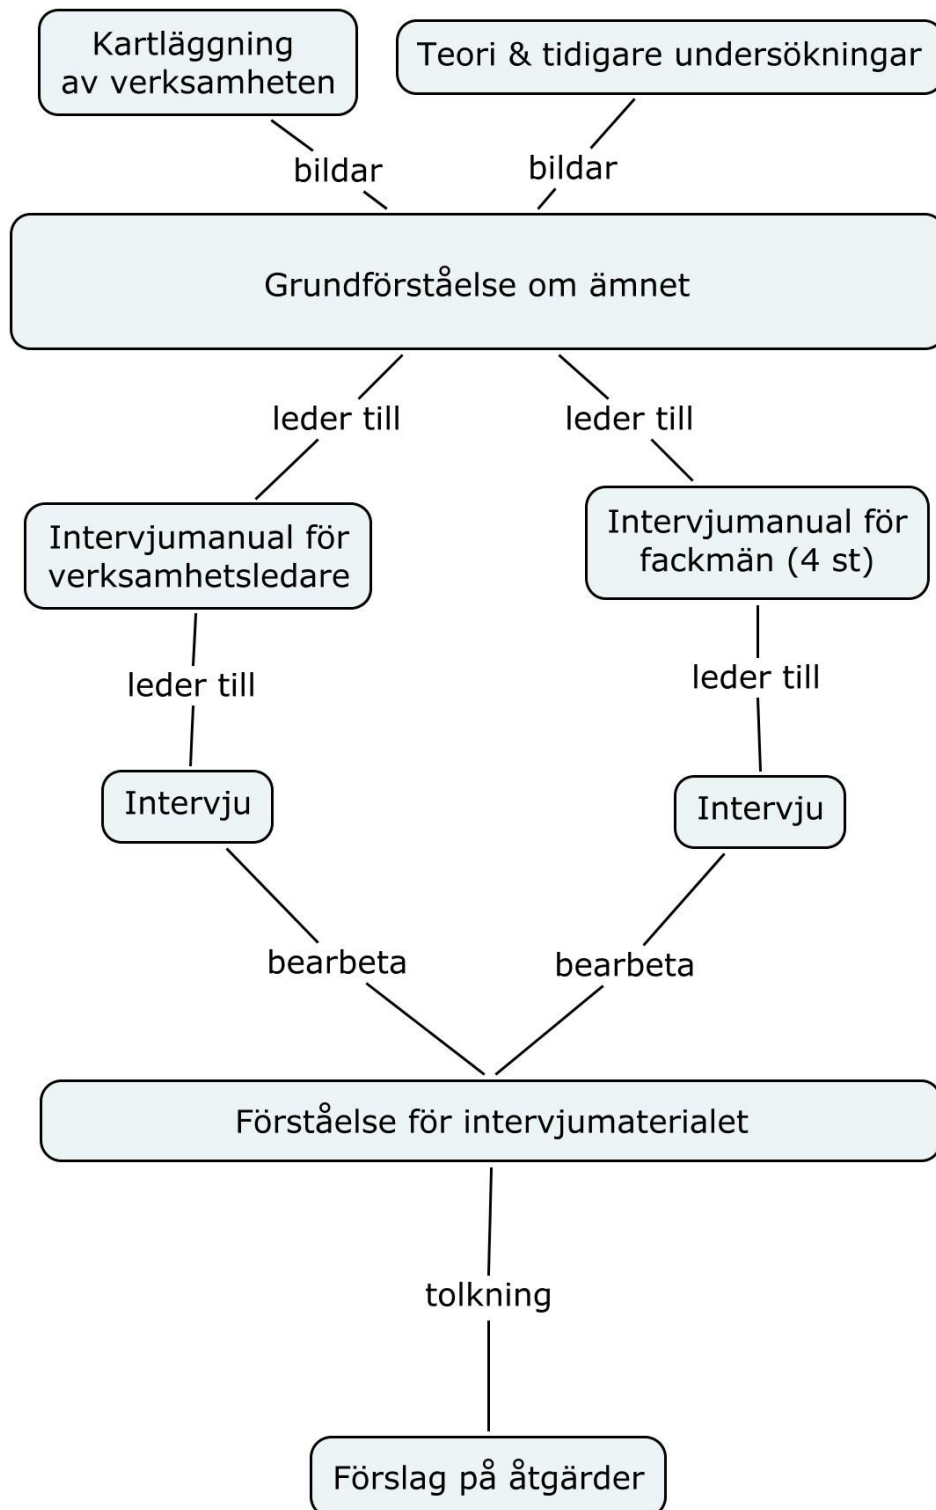 Kartläggning
av verksamheten
Teori & tidigare undersökningar
bildar
bildar
Grundförståelse om ämnet
leder till
leder till
Intervjumanual för
verksamhetsledare
Intervjumanual för
fackmän (4 st)
leder till
leder till
Intervju
Intervju
bearbeta
bearbeta
Förståelse för intervjumaterialet
tolkning
Förslag på åtgärder